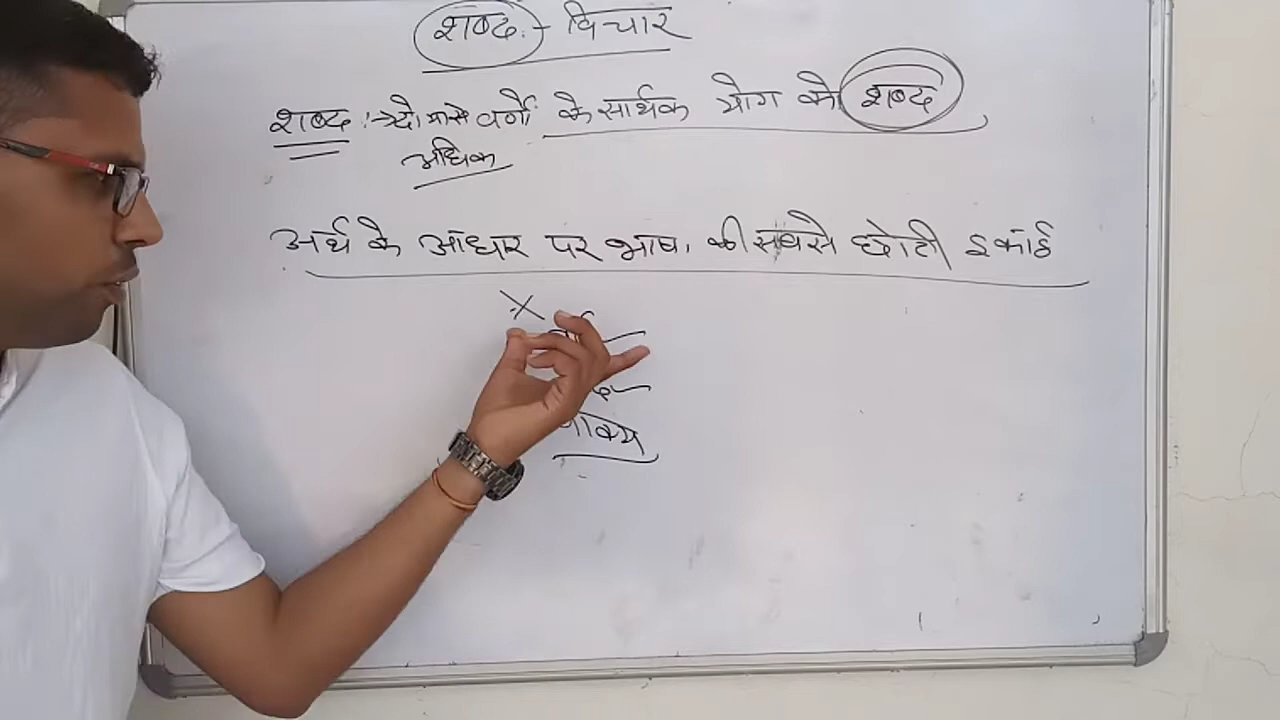 शब्द :- विचार
शब्द :→ दो या से वर्णो के सार्थक योग को शब्द
अधिक
अर्थ के आधार पर भाषा की सबसे छोटी इकाई
X
वाक्य